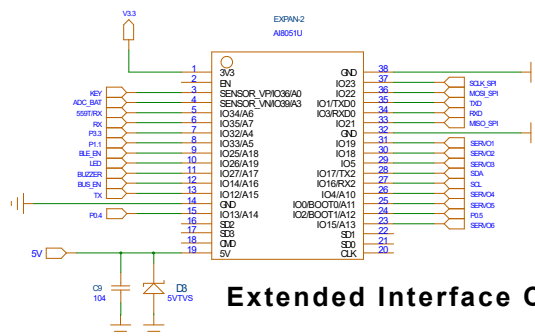 V3.3
EXPAN-2
AI8051U
1 3V3 GND 38
2 EN IO23 37 SCLK_SPI
KEY 3 SENSOR_VP/IO36/A0 IO22 36 MOSI_SPI
ADC_BAT 4 SENSOR_VN/IO39/A3 IO1/TXD0 35 TXD
559T/RX 5 IO34/A6 IO3/RXD0 34 RXD
RX 6 IO35/A7 IO21 33 MISO_SPI
P3.3 7 IO32/A4 GND 32
P1.1 8 IO33/A5 IO19 31 SERVO1
BLE_EN 9 IO25/A18 IO18 30 SERVO2
LED 10 IO26/A19 IO5 29 SERVO3
BUZZER 11 IO27/A17 IO17/TX2 28 SDA
BUS_EN 12 IO14/A16 IO16/RX2 27 SCL
TX 13 IO12/A15 IO4/A10 26 SERVO4
14 GND IO0/BOOT0/A11 25 SERVO5
P0.4 15 IO13/A14 IO2/BOOT1/A12 24 P0.5
16 SD2 IO15/A13 23 SERVO6
17 SD3 SD1 22
18 CMD SD0 21
5V 19 5V CLK 20
C9
104
D3
5VTVS
Extended Interface